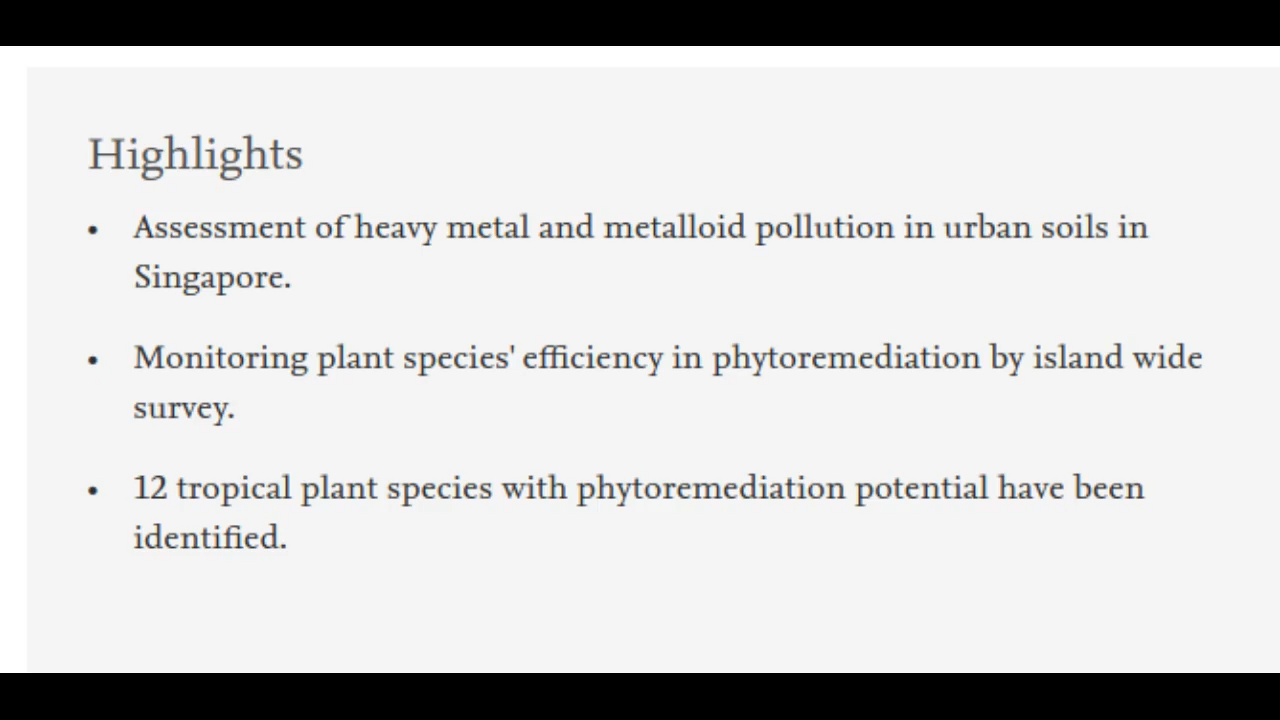 Highlights
• Assessment of heavy metal and metalloid pollution in urban soils in
Singapore.
• Monitoring plant species' efficiency in phytoremediation by island wide
survey.
• 12 tropical plant species with phytoremediation potential have been
identified.